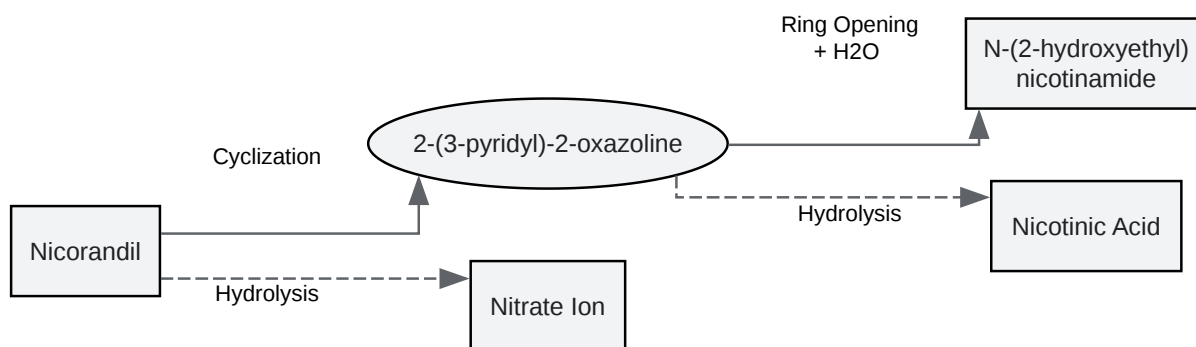 Ring Opening
+ H2O
N-(2-hydroxyethyl)
nicotinamide
Cyclization
2-(3-pyridyl)-2-oxazoline
Hydrolysis
Nicotinic Acid
Nicorandil
Hydrolysis
Nitrate Ion